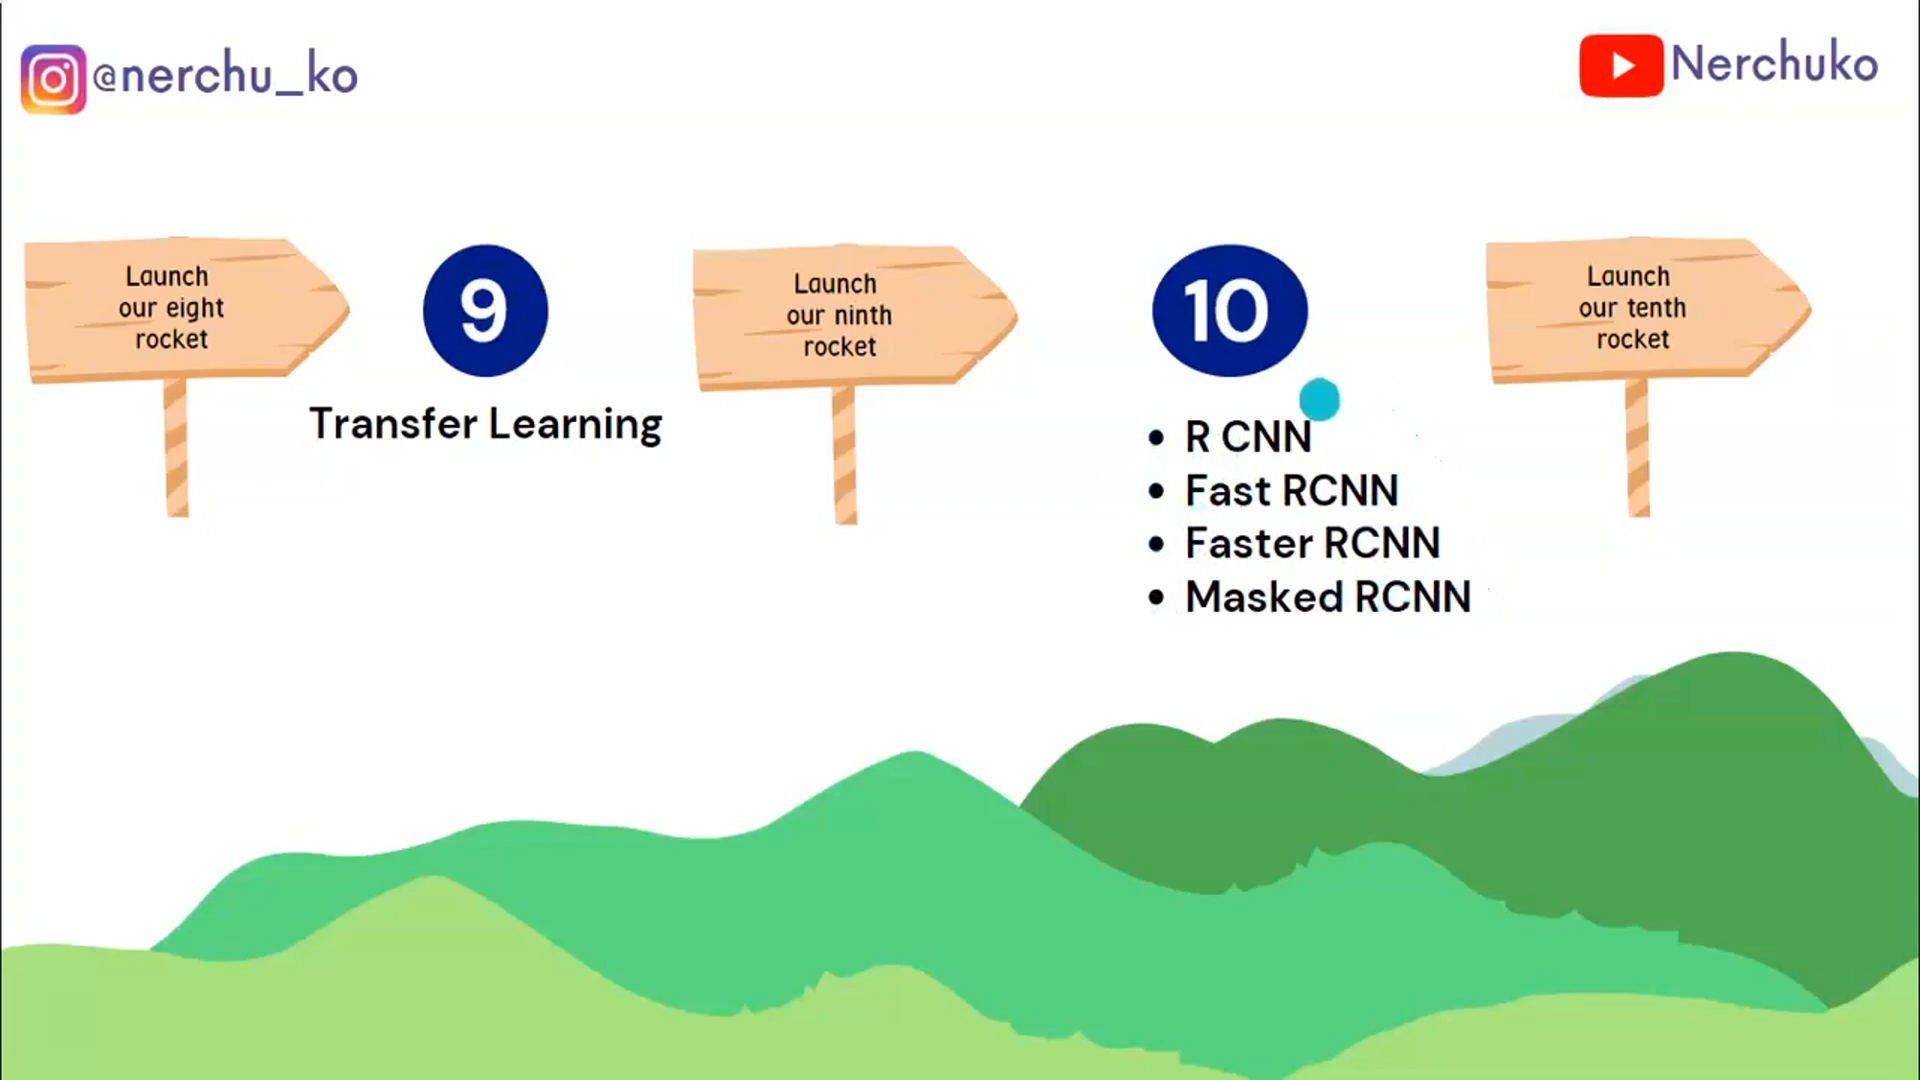 @nerchu_ko
Nerchuko
Launch
our eight
rocket
9
Transfer Learning
Launch
our ninth
rocket
10
• R CNN
• Fast RCNN
• Faster RCNN
• Masked RCNN
Launch
our tenth
rocket